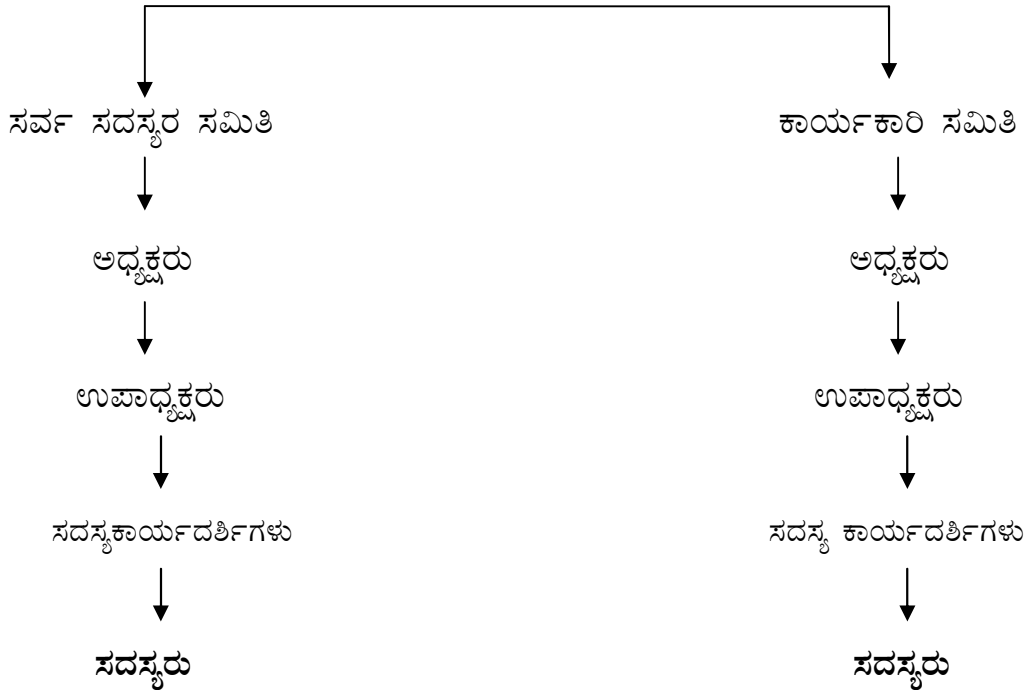 ಸರ್ವ ಸದಸ್ಯರ ಸಮಿತಿ
ಕಾರ್ಯಕಾರಿ ಸಮಿತಿ
ಅಧ್ಯಕ್ಷರು
ಅಧ್ಯಕ್ಷರು
ಉಪಾಧ್ಯಕ್ಷರು
ಉಪಾಧ್ಯಕ್ಷರು
ಸದಸ್ಯಕಾರ್ಯದರ್ಶಿಗಳು
ಸದಸ್ಯ ಕಾರ್ಯದರ್ಶಿಗಳು
ಸದಸ್ಯರು
ಸದಸ್ಯರು